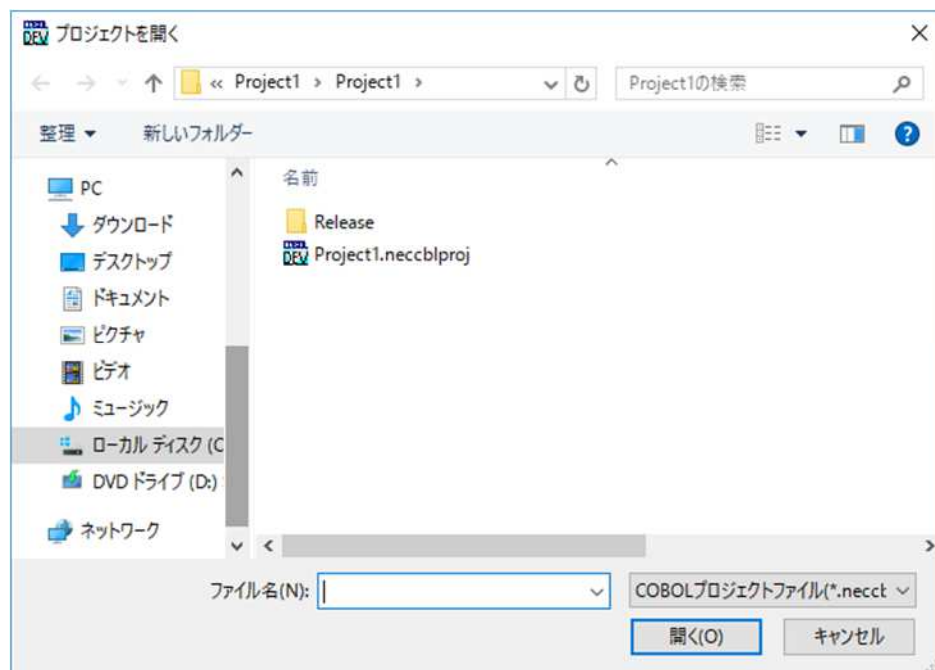 プロジェクトを開く
« Project1 › Project1 ›
Project1の検索
整理
新しいフォルダー
PC
ダウンロード
デスクトップ
ドキュメント
ピクチャ
ビデオ
ミュージック
ローカル ディスク (C
DVD ドライブ (D:)
ネットワーク
名前
Release
DEV Project1.neccblproj
ファイル名(N):
COBOLプロジェクトファイル(*.necct
開く(O)
キャンセル